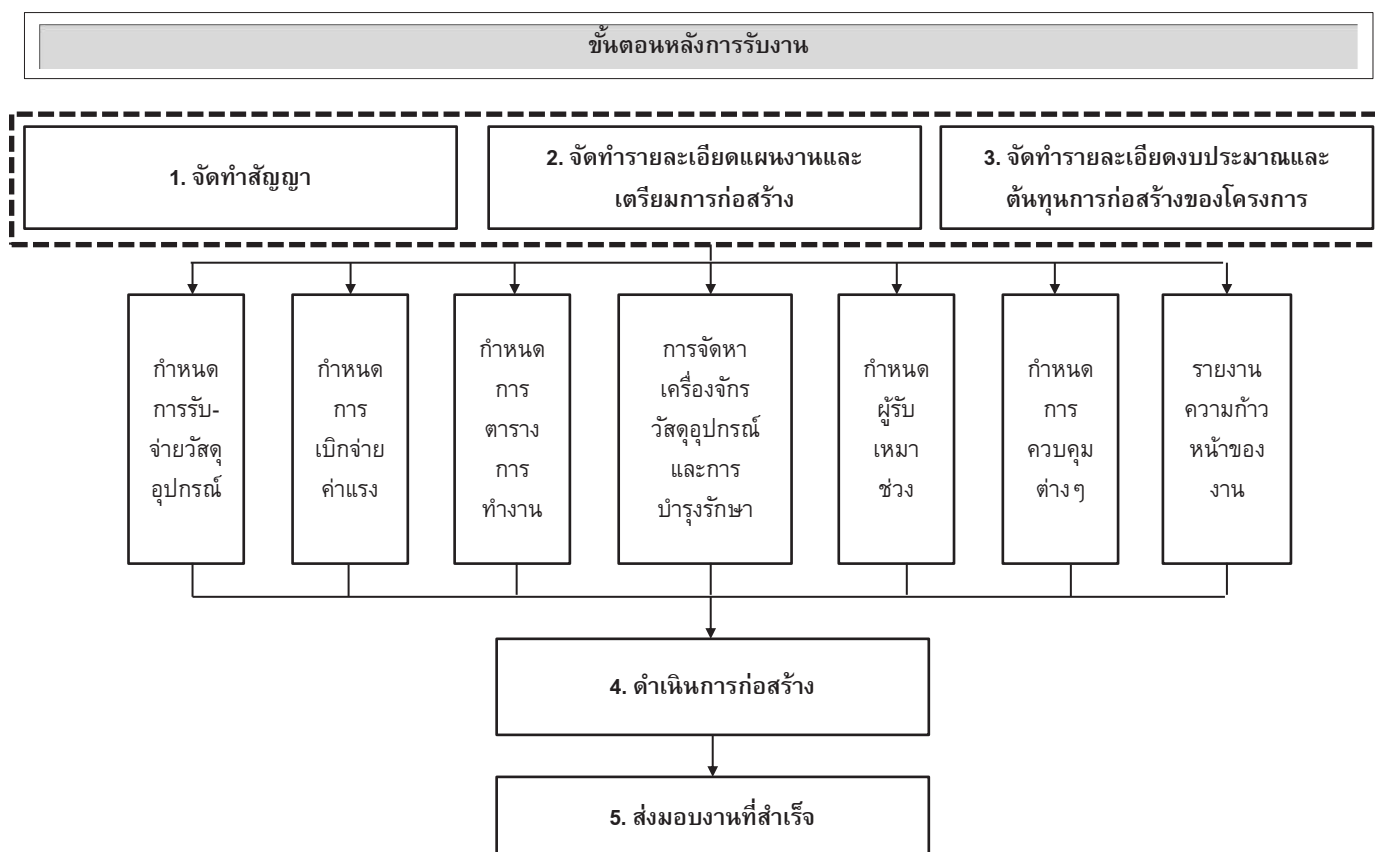 ขั้นตอนหลังการรับงาน
1. จัดทำสัญญา
2. จัดทำรายละเอียดแผนงานและ
เตรียมการก่อสร้าง
3. จัดทำรายละเอียดงบประมาณและ
ต้นทุนการก่อสร้างของโครงการ
กำหนด
การรับ-
จ่ายวัสดุ
อุปกรณ์
กำหนด
การ
เบิกจ่าย
ค่าแรง
กำหนด
การ
ตาราง
การ
ทำงาน
การจัดหา
เครื่องจักร
วัสดุอุปกรณ์
และการ
บำรุงรักษา
กำหนด
ผู้รับ
เหมา
ช่วง
กำหนด
การ
ควบคุม
ต่างๆ
รายงาน
ความก้าว
หน้าของ
งาน
4. ดำเนินการก่อสร้าง
5. ส่งมอบงานที่สำเร็จ